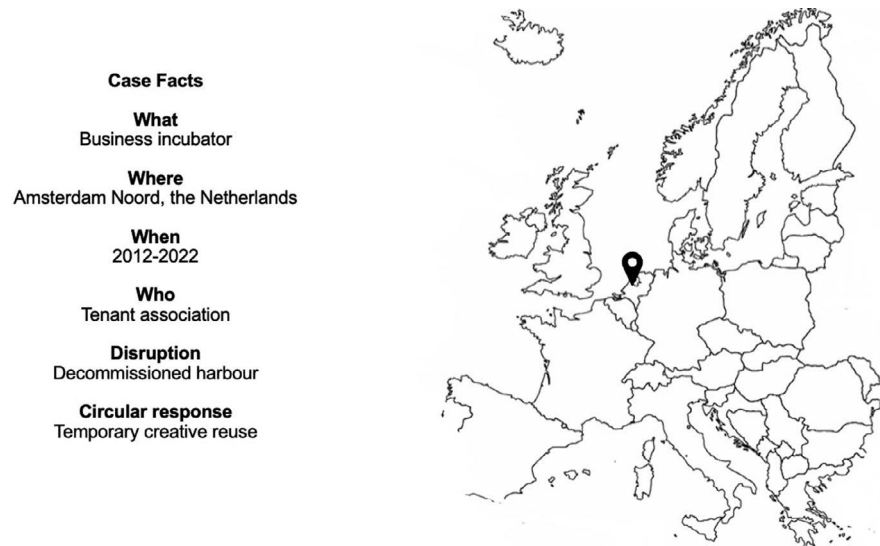 Case Facts
What
Business incubator
Where
Amsterdam Noord, the Netherlands
When
2012-2022
Who
Tenant association
Disruption
Decommissioned harbour
Circular response
Temporary creative reuse